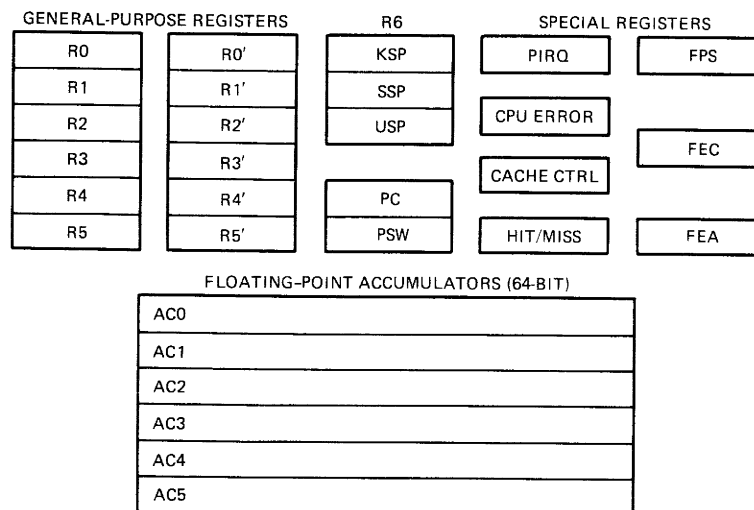 GENERAL-PURPOSE REGISTERS R6 SPECIAL REGISTERS
R0 R0′ KSP PIRQ FPS
R1 R1′ SSP
R2 R2′ USP CPU ERROR
FEC
R3 R3′ CACHE CTRL
R4 R4′ PC
R5 R5′ PSW HIT/MISS FEA
FLOATING-POINT ACCUMULATORS (64-BIT)
AC0
AC1
AC2
AC3
AC4
AC5